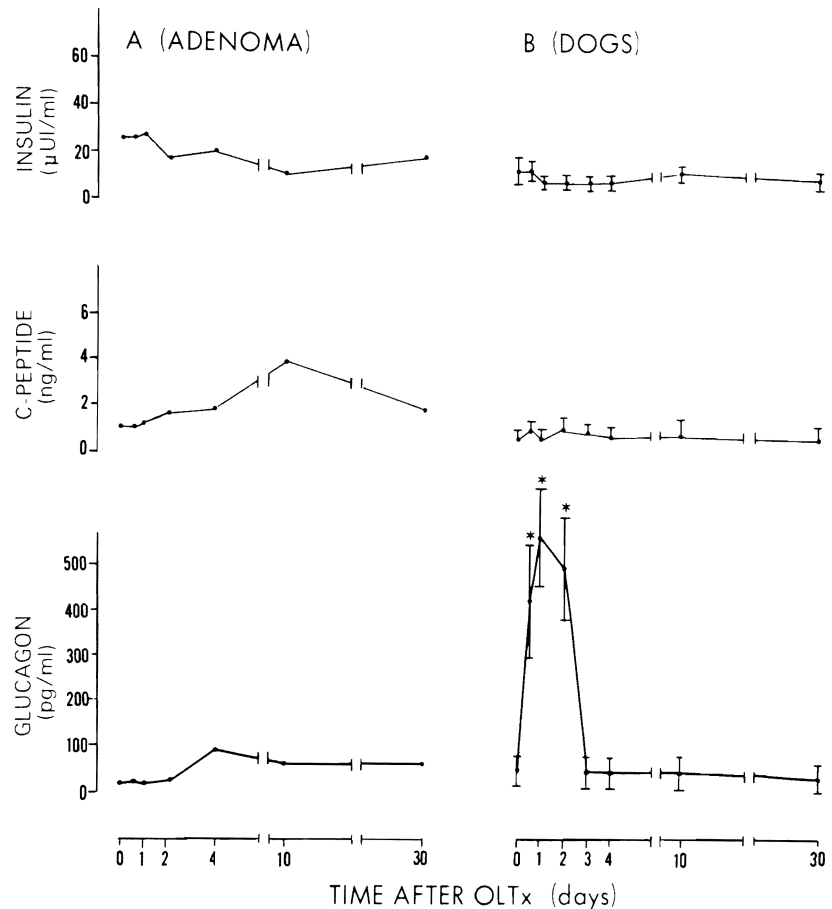 A (ADENOMA)
B (DOGS)
INSULIN
(µUI/ml)
60
40
20
0
C-PEPTIDE
(ng/ml)
6
4
2
0
GLUCAGON
(pg/ml)
500
400
300
200
100
0
* * *
0 1 2 4 10 30
0 1 2 3 4 10 30
TIME AFTER OLTx (days)